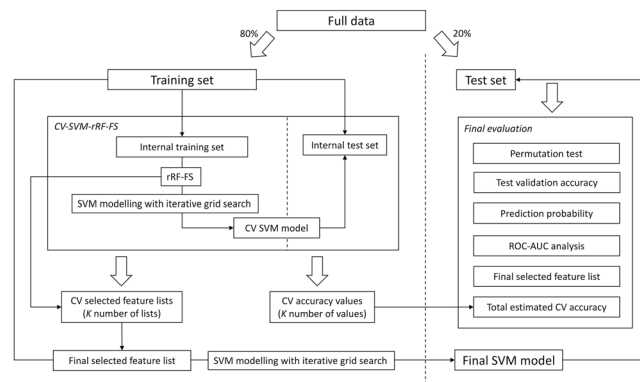 Full data
80%
20%
Training set
Test set
CV-SVM-rRF-FS
Internal training set
Internal test set
rRF-FS
SVM modelling with iterative grid search
CV SVM model
Final evaluation
Permutation test
Test validation accuracy
Prediction probability
ROC-AUC analysis
Final selected feature list
Total estimated CV accuracy
CV selected feature lists
(K number of lists)
CV accuracy values
(K number of values)
Final selected feature list
SVM modelling with iterative grid search
Final SVM model